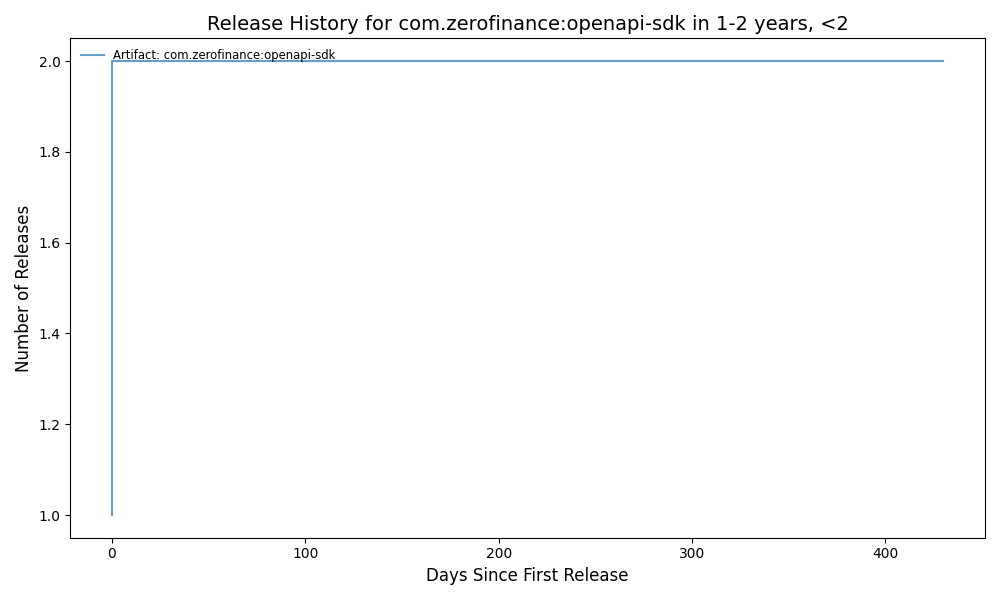 Release History for com.zerofinance:openapi-sdk in 1-2 years, <2
Artifact: com.zerofinance:openapi-sdk
2.0
1.8
1.6
1.4
1.2
1.0
Number of Releases
0 100 200 300 400
Days Since First Release